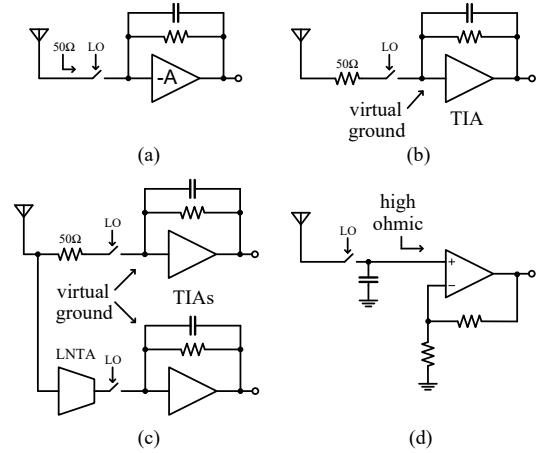 50Ω
LO
-A
(a)
50Ω
LO
virtual
ground
TIA
(b)
50Ω
LO
virtual
ground
TIAs
LNTA
LO
(c)
LO
high
ohmic
+
−
(d)